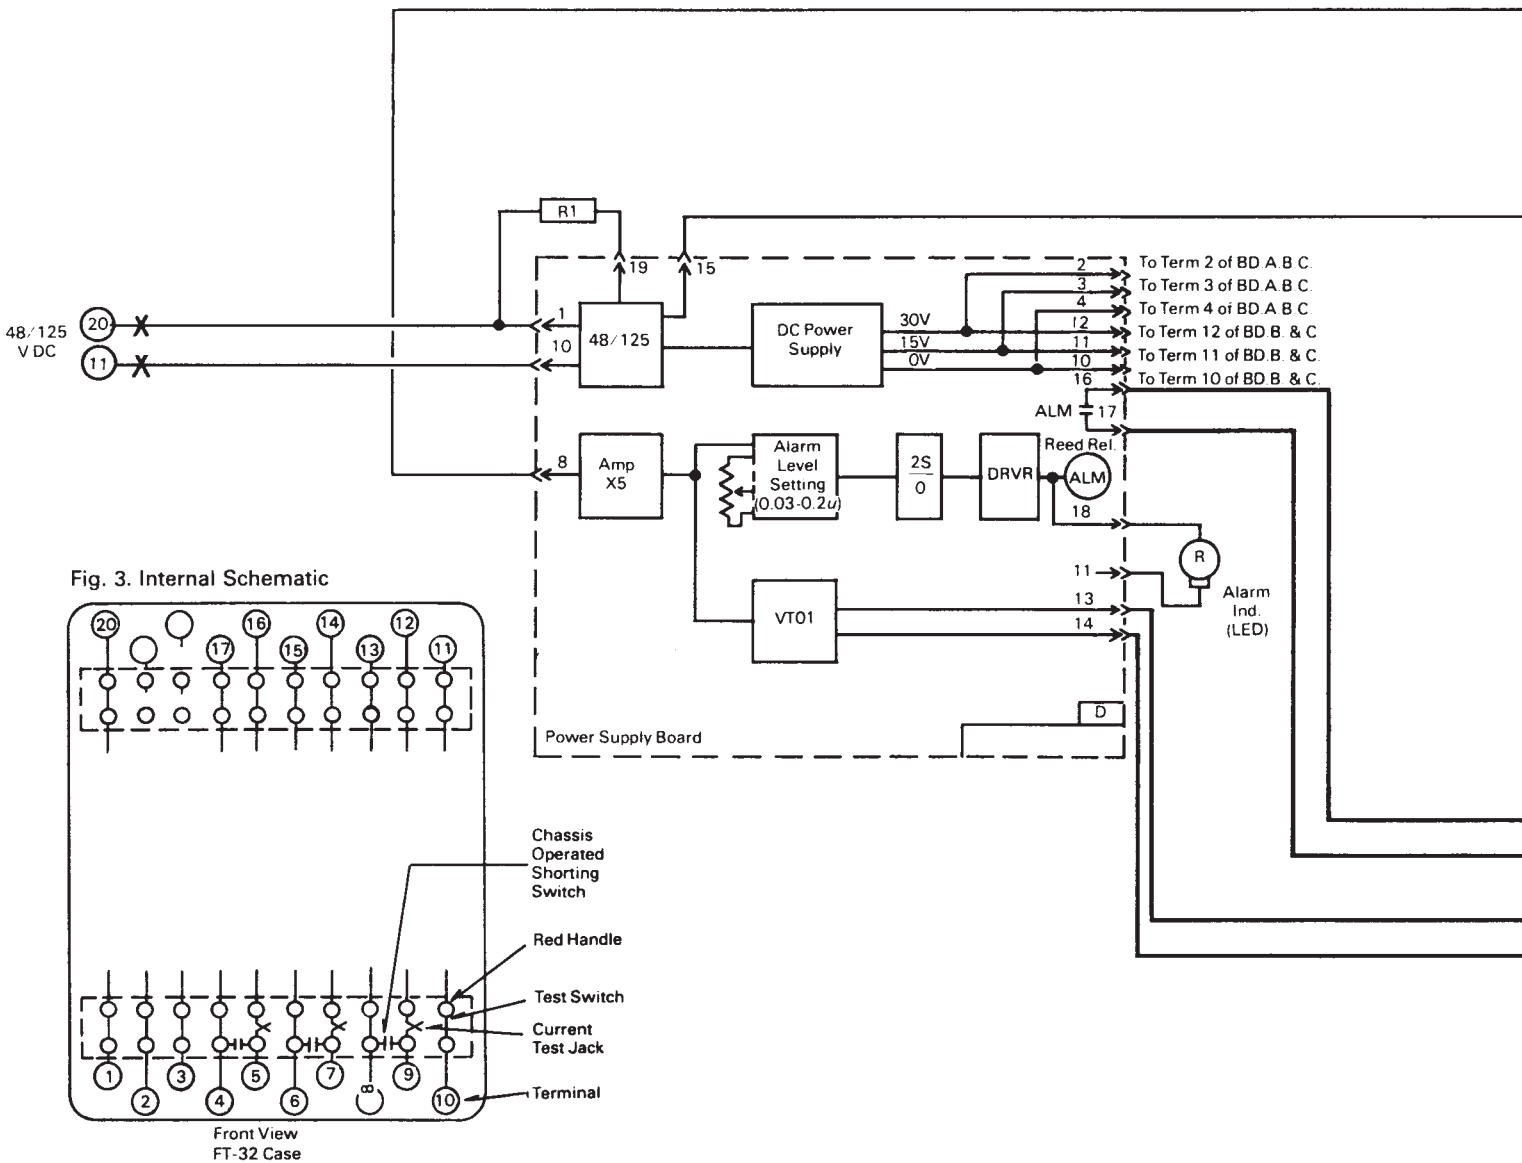 R1
19
15
2
To Term 2 of BD.A.B.C.
3
To Term 3 of BD.A.B.C.
4
To Term 4 of BD.A.B.C.
48/125
V DC
20
11
1
10
48/125
DC Power
Supply
30V
15V
0V
12
To Term 12 of BD.B. & C
11
To Term 11 of BD.B. & C.
10
To Term 10 of BD.B. & C.
16
ALM
17
Reed Rel.
8
Amp
X5
Alarm
Level
Setting
(0.03-0.2u)
2S
0
DRVR
ALM
18
R
11
Alarm
Ind.
(LED)
VT01
13
14
D
Power Supply Board
Fig. 3. Internal Schematic
20
16
14
12
17
15
13
11
Chassis
Operated
Shorting
Switch
Red Handle
Test Switch
Current
Test Jack
1
3
5
7
9
2
4
6
8
10
Terminal
Front View
FT-32 Case